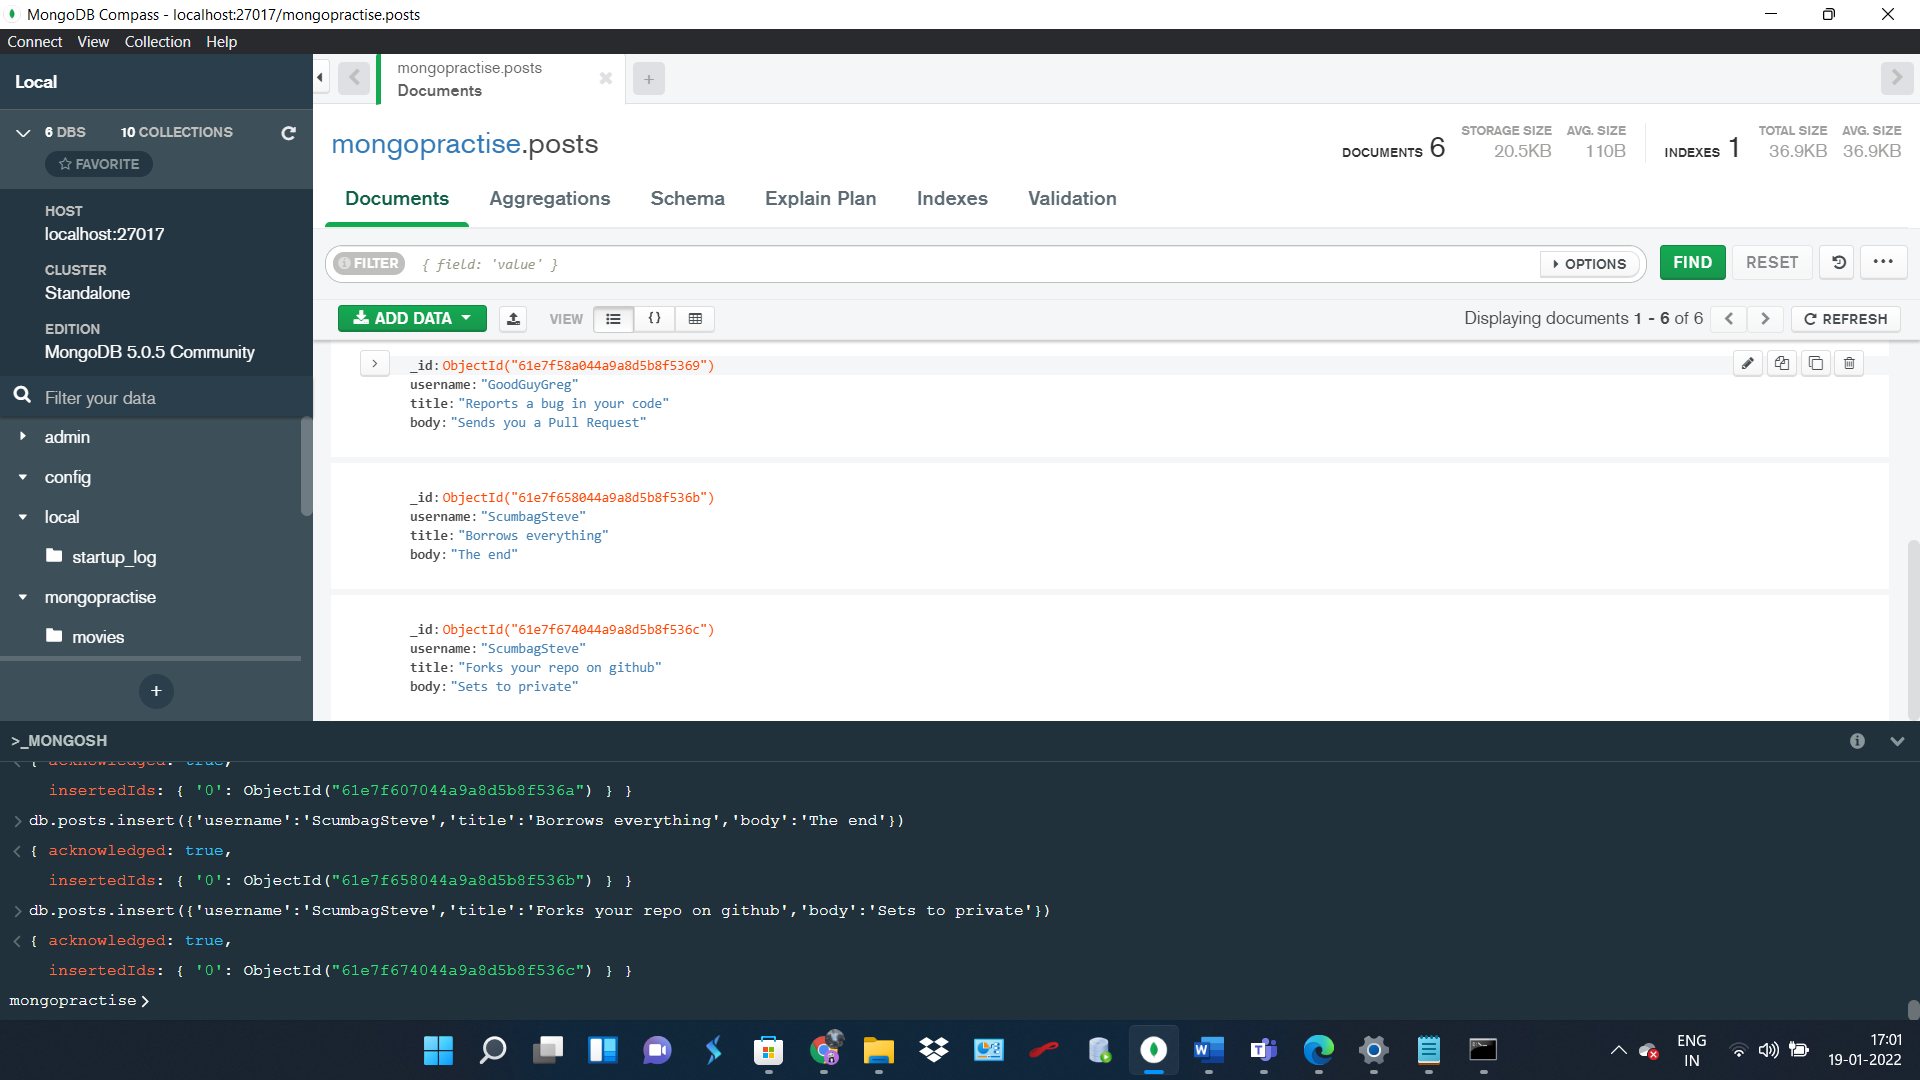 MongoDB Compass - localhost:27017/mongopractise.posts
Connect View Collection Help
Local
6 DBS 10 COLLECTIONS
FAVORITE
HOST
localhost:27017
CLUSTER
Standalone
EDITION
MongoDB 5.0.5 Community
Filter your data
admin
config
local
startup_log
mongopractise
movies
+
mongopractise.posts
Documents
+
mongopractise.posts
DOCUMENTS 6
STORAGE SIZE 20.5KB
AVG. SIZE 110B
INDEXES 1
TOTAL SIZE 36.9KB
AVG. SIZE 36.9KB
Documents Aggregations Schema Explain Plan Indexes Validation
FILTER { field: 'value' } OPTIONS FIND RESET ...
ADD DATA VIEW {} Displaying documents 1 - 6 of 6 REFRESH
_id: ObjectId("61e7f58a044a9a8d5b8f5369")
username: "GoodGuyGreg"
title: "Reports a bug in your code"
body: "Sends you a Pull Request"
_id: ObjectId("61e7f658044a9a8d5b8f536b")
username: "ScumbagSteve"
title: "Borrows everything"
body: "The end"
_id: ObjectId("61e7f674044a9a8d5b8f536c")
username: "ScumbagSteve"
title: "Forks your repo on github"
body: "Sets to private"
>_MONGOSH
< { acknowledged: true,
insertedIds: { '0': ObjectId("61e7f607044a9a8d5b8f536a") } }
> db.posts.insert({'username':'ScumbagSteve','title':'Borrows everything','body':'The end'})
< { acknowledged: true,
insertedIds: { '0': ObjectId("61e7f658044a9a8d5b8f536b") } }
> db.posts.insert({'username':'ScumbagSteve','title':'Forks your repo on github','body':'Sets to private'})
< { acknowledged: true,
insertedIds: { '0': ObjectId("61e7f674044a9a8d5b8f536c") } }
mongopractise >
ENG
IN
17:01
19-01-2022